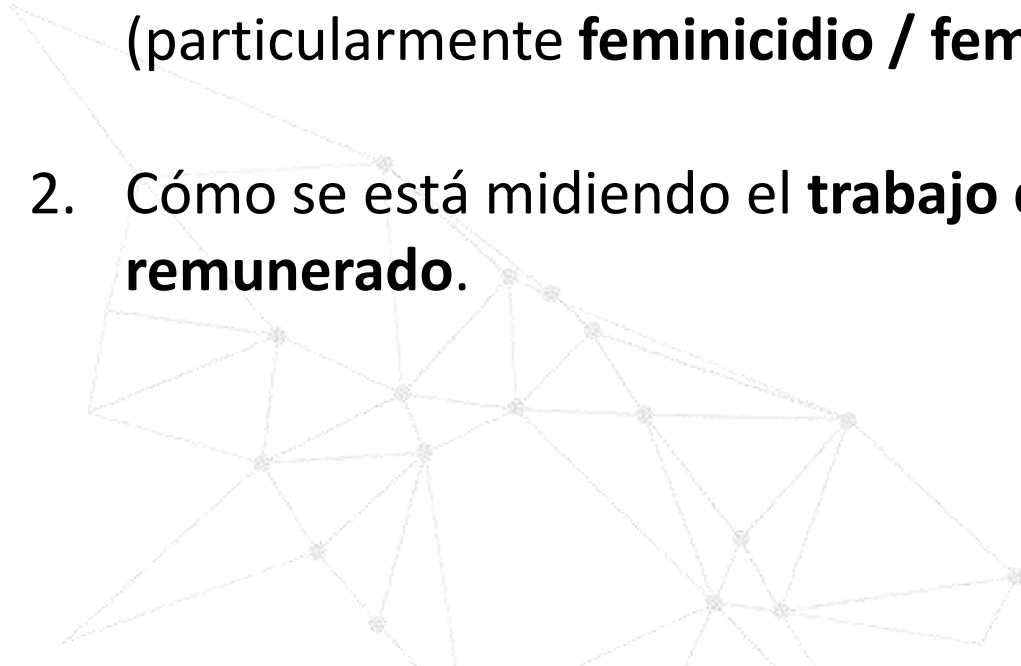 (particularmente feminicidio / fem
2. Cómo se está midiendo el trabajo
remunerado.